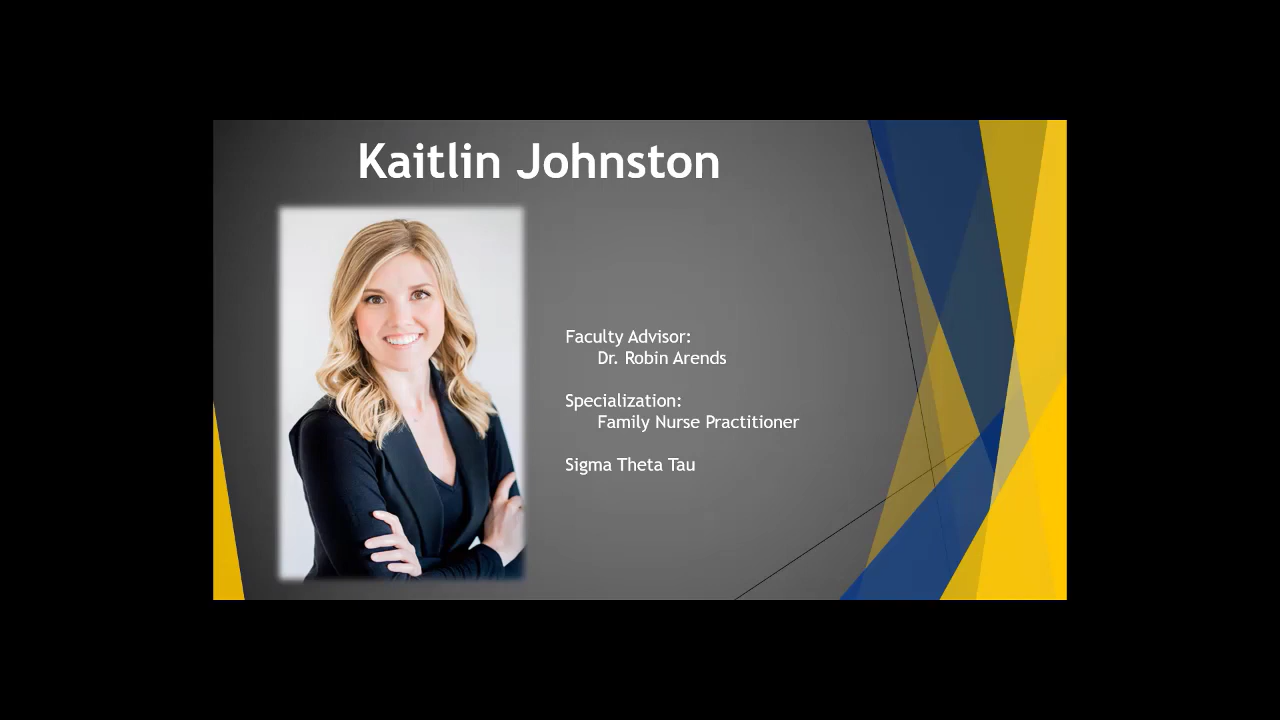 Kaitlin Johnston
Faculty Advisor:
Dr. Robin Arends
Specialization:
Family Nurse Practitioner
Sigma Theta Tau